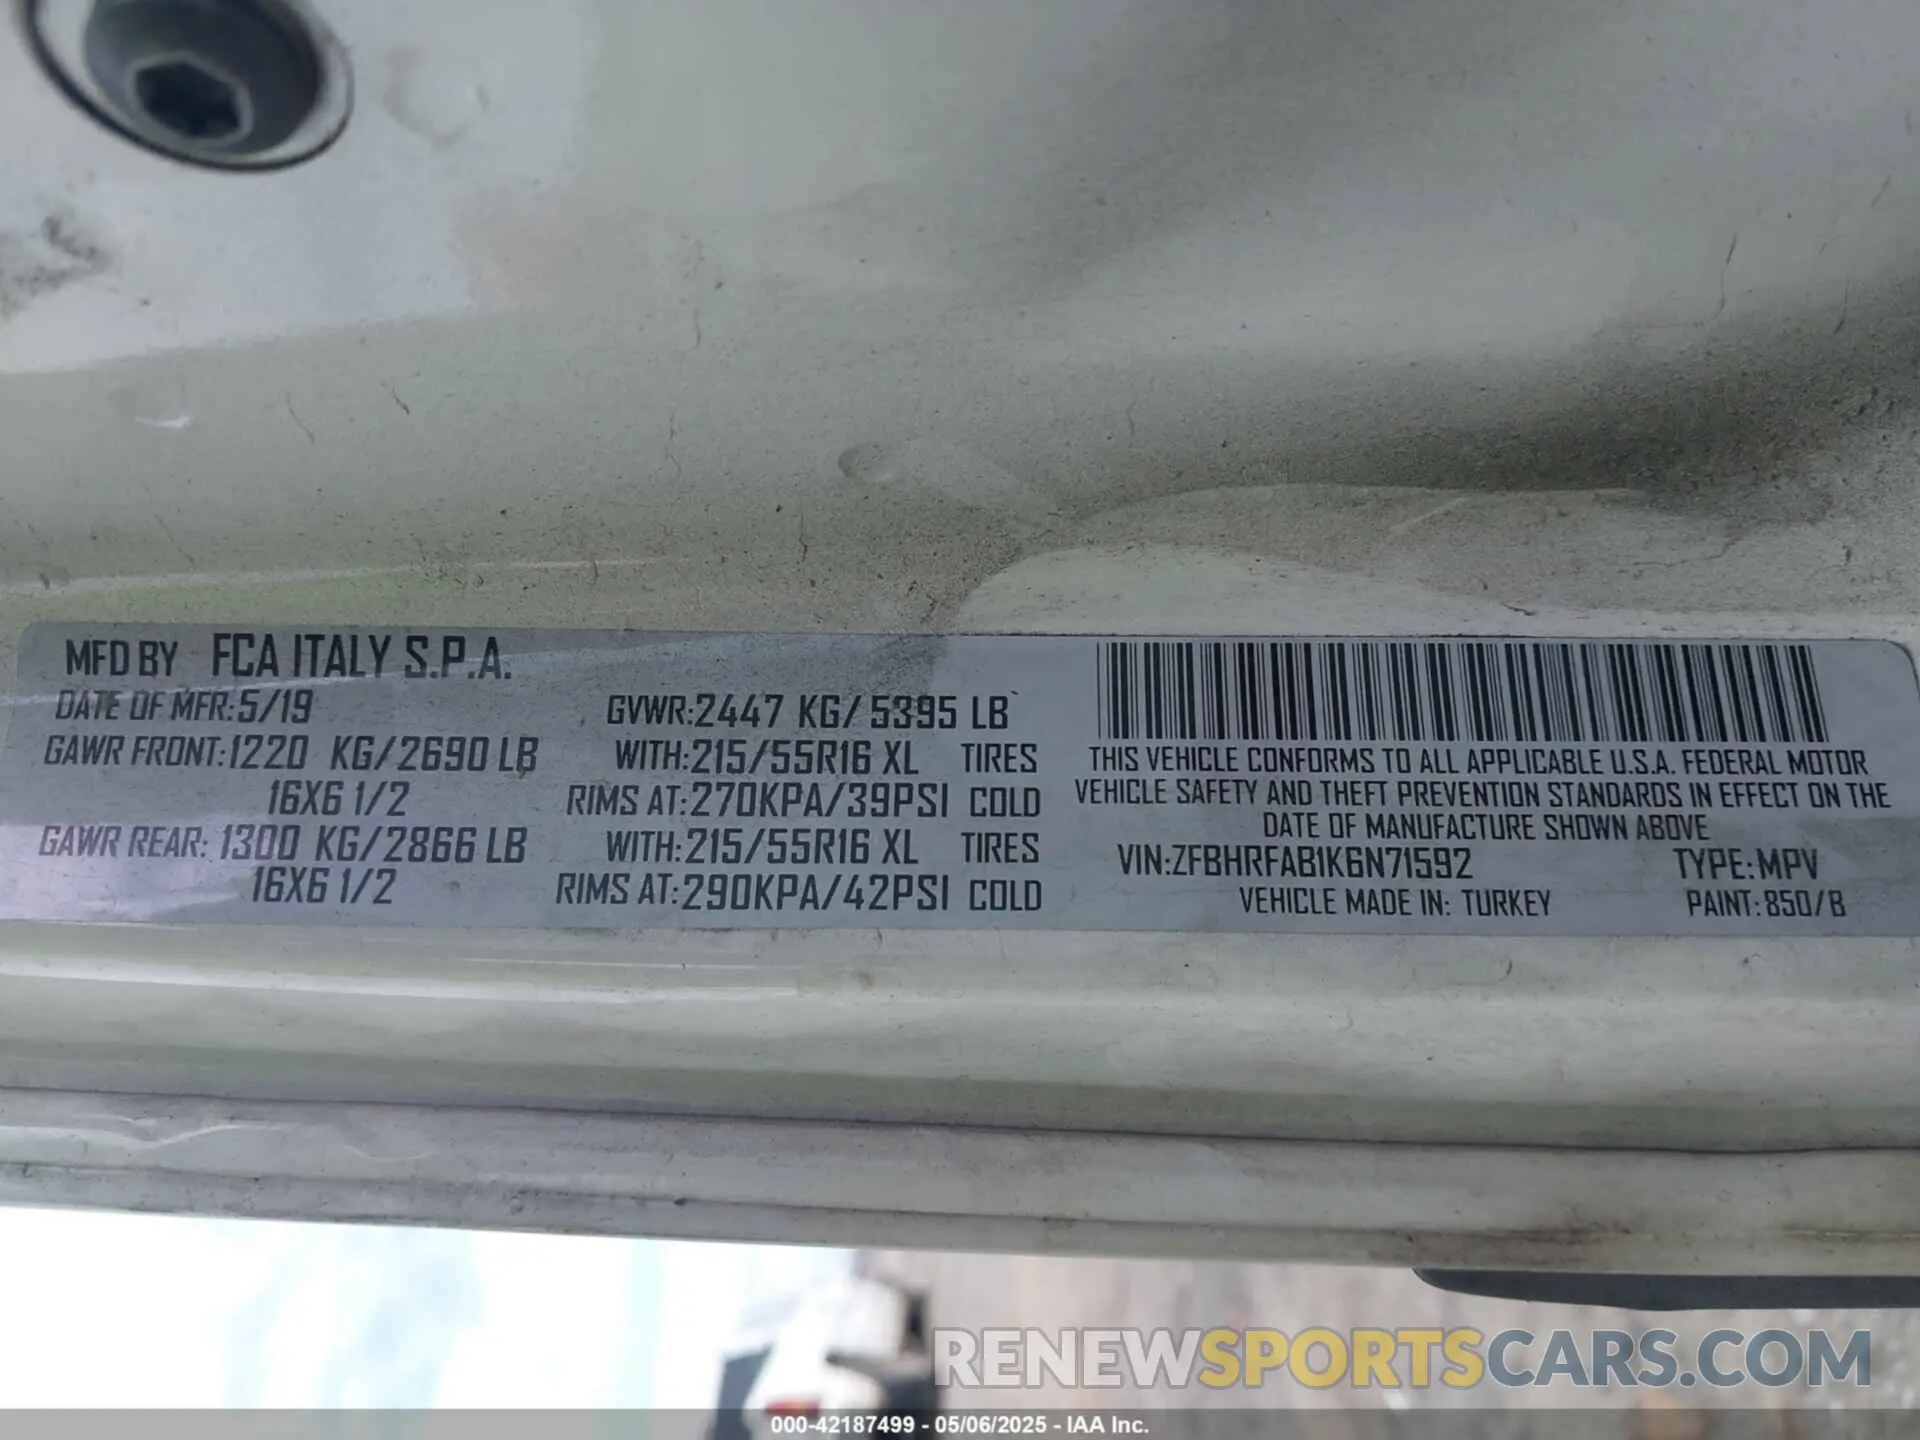 MFD BY FCA ITALY S.P.A.
DATE OF MFR:5/19 GVWR:2447 KG/ 5395 LB
GAWR FRONT:1220 KG/2690 LB WITH:215/55R16 XL TIRES
16X6 1/2 RIMS AT:270KPA/39PSI COLD
GAWR REAR: 1300 KG/2866 LB WITH:215/55R16 XL TIRES
16X6 1/2 RIMS AT:290KPA/42PSI COLD
THIS VEHICLE CONFORMS TO ALL APPLICABLE U.S.A. FEDERAL MOTOR
VEHICLE SAFETY AND THEFT PREVENTION STANDARDS IN EFFECT ON THE
DATE OF MANUFACTURE SHOWN ABOVE
VIN:ZFBHRFAB1K6N71592 TYPE:MPV
VEHICLE MADE IN: TURKEY PAINT:850/B
RENEWSPORTSCARS.COM
000-42187499 - 05/06/2025 - IAA Inc.